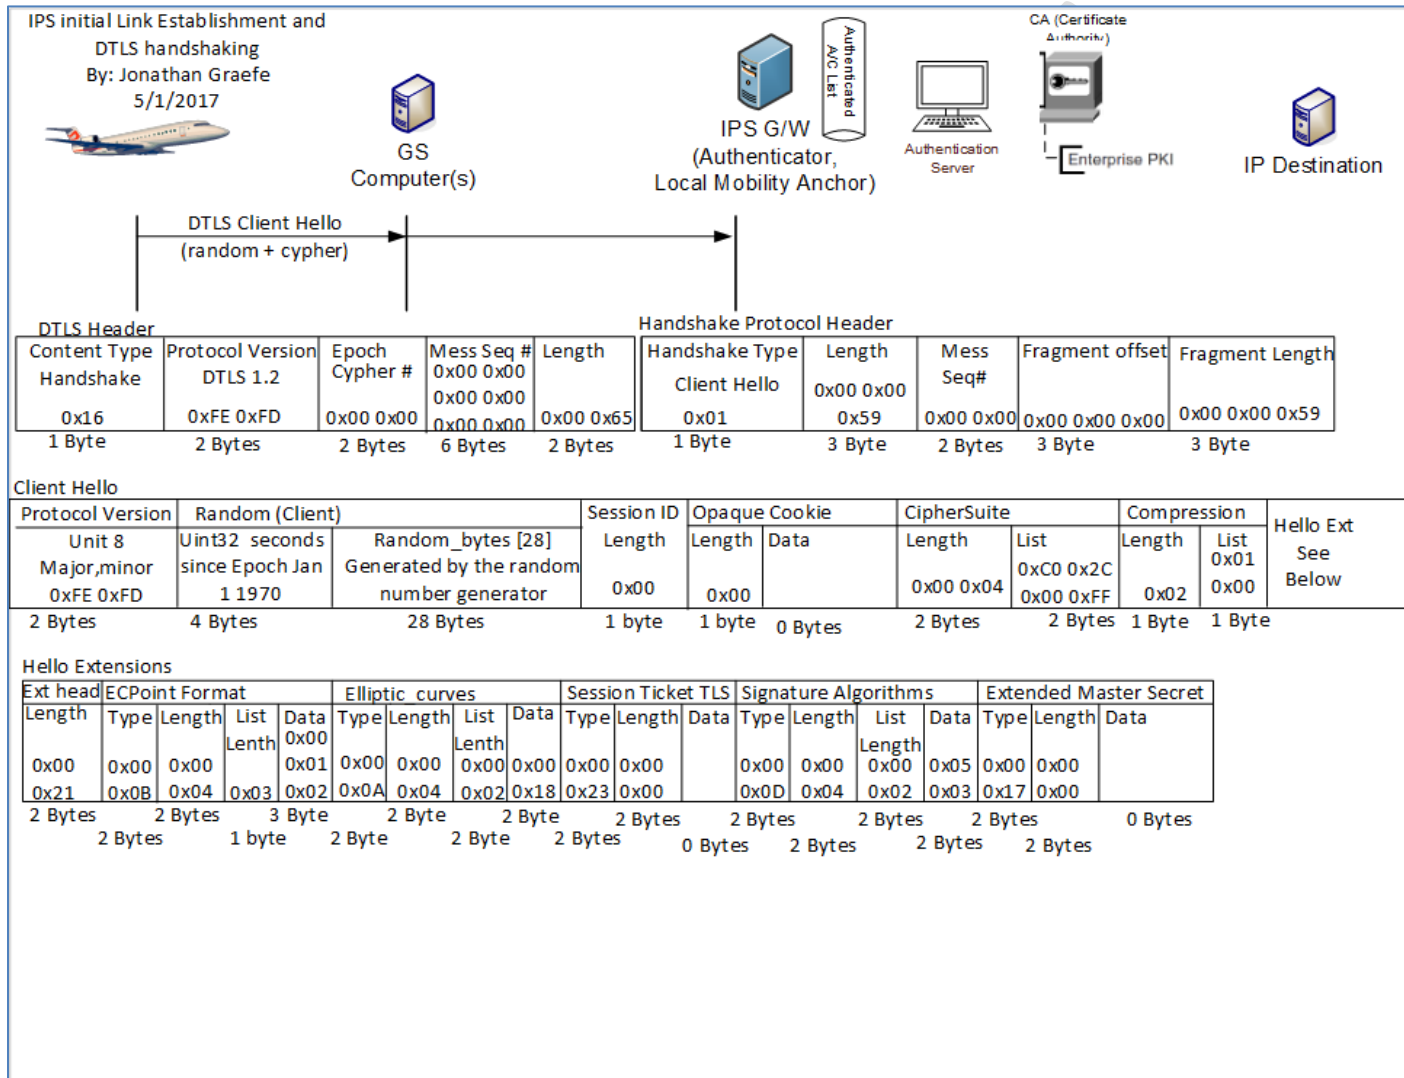 IPS initial Link Establishment and
DTLS handshaking
By: Jonathan Graefe
5/1/2017
GS
Computer(s)
Authenticated
A/C List
IPS G/W
(Authenticator,
Local Mobility Anchor)
Authentication
Server
CA (Certificate
Authority)
Enterprise PKI
IP Destination
DTLS Client Hello
(random + cypher)
DTLS Header
Content Type
Handshake
0x16
1 Byte
Protocol Version
DTLS 1.2
0xFE 0xFD
2 Bytes
Epoch
Cypher #
0x00 0x00
2 Bytes
Mess Seq #
0x00 0x00
0x00 0x00
0x00 0x00
6 Bytes
Length
0x00 0x65
2 Bytes
Handshake Protocol Header
Handshake Type
Client Hello
0x01
1 Byte
Length
0x00 0x00
0x59
3 Byte
Mess
Seq#
0x00 0x00
2 Bytes
Fragment offset
0x00 0x00 0x00
3 Byte
Fragment Length
0x00 0x00 0x59
3 Byte
Client Hello
Protocol Version
Unit 8
Major,minor
0xFE 0xFD
2 Bytes
Random (Client)
Uint32 seconds
since Epoch Jan
1 1970
4 Bytes
Random_bytes [28]
Generated by the random
number generator
28 Bytes
Session ID
Length
0x00
1 byte
Opaque Cookie
Length
0x00
1 byte
Data
0 Bytes
CipherSuite
Length
0x00 0x04
2 Bytes
List
0xC0 0x2C
0x00 0xFF
2 Bytes
Compression
Length
0x02
1 Byte
List
0x01
0x00
1 Byte
Hello Ext
See
Below
Hello Extensions
Ext head
Length
0x00
0x21
2 Bytes
ECPoint Format
Type
0x00
0x0B
2 Bytes
Length
0x00
0x04
2 Bytes
List
Lenth
0x03
1 byte
Data
0x00
0x01
0x02
3 Byte
Elliptic_curves
Type
0x00
0x0A
2 Bytes
Length
0x00
0x04
2 Byte
List
Lenth
0x00
0x02
2 Byte
Data
0x00
0x18
2 Byte
Session Ticket TLS
Type
0x00
0x23
2 Bytes
Length
0x00
0x00
2 Bytes
Data
0 Bytes
Signature Algorithms
Type
0x00
0x0D
2 Bytes
Length
0x00
0x04
2 Bytes
List
Length
0x00
0x02
2 Bytes
Data
0x05
0x03
2 Bytes
Extended Master Secret
Type
0x00
0x17
2 Bytes
Length
0x00
0x00
2 Bytes
Data
0 Bytes